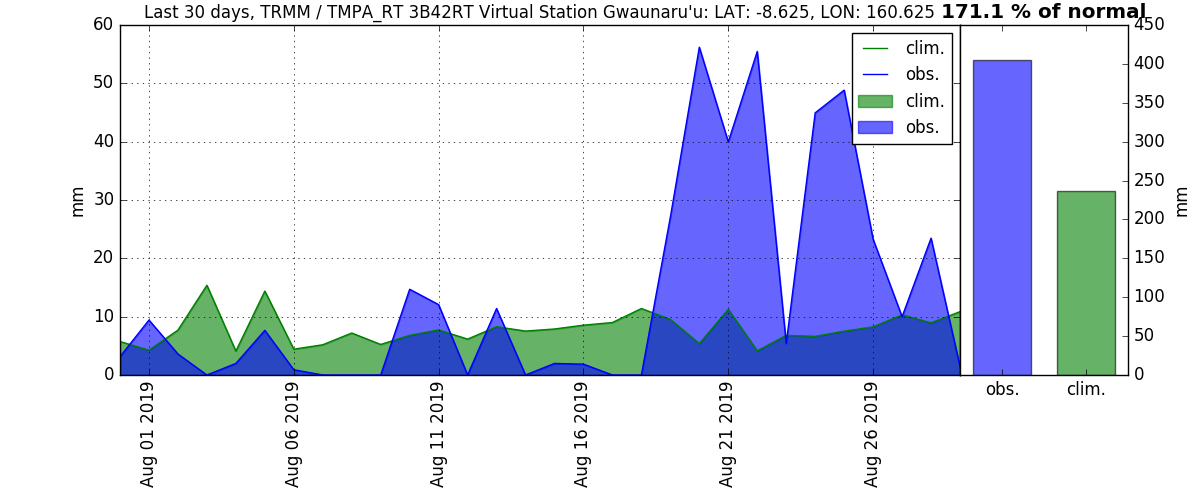 Last 30 days, TRMM / TMPA_RT 3B42RT Virtual Station Gwaunaru'u: LAT: -8.625, LON: 160.625 171.1 % of normal
60
50
40
30
20
10
0
mm
clim.
obs.
clim.
obs.
Aug 01 2019
Aug 06 2019
Aug 11 2019
Aug 16 2019
Aug 21 2019
Aug 26 2019
450
400
350
300
250
200
150
100
50
0
mm
obs.
clim.